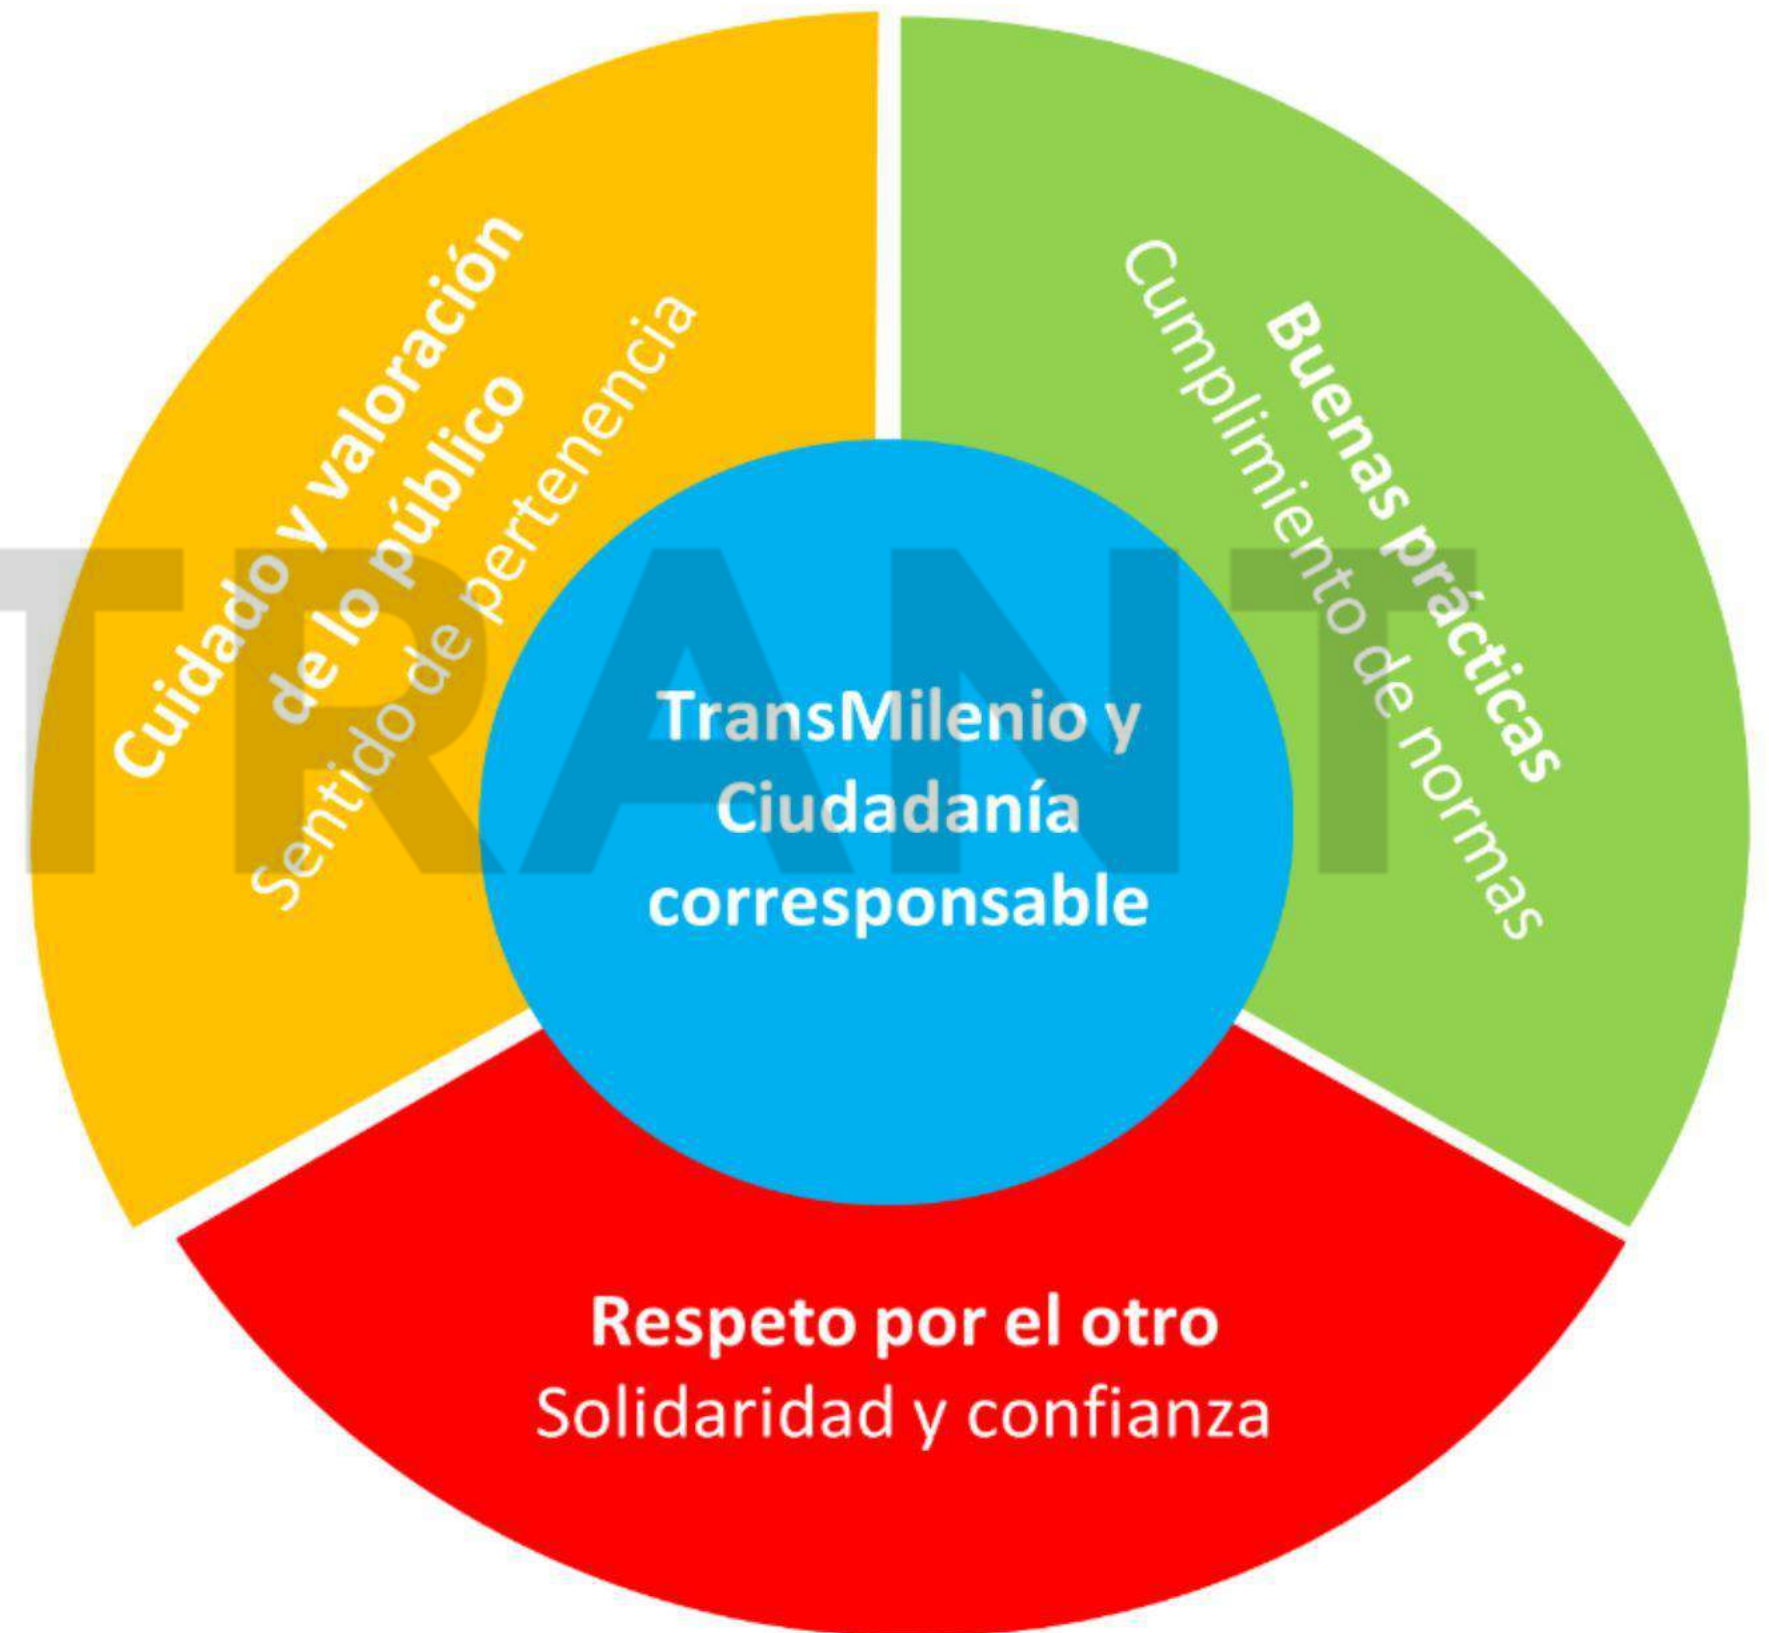 Cuidado y valoración
de lo público
Sentido de pertenencia
Buenas prácticas
Cumplimiento de normas
TransMilenio y
Ciudadanía
corresponsable
Respeto por el otro
Solidaridad y confianza
TRANT